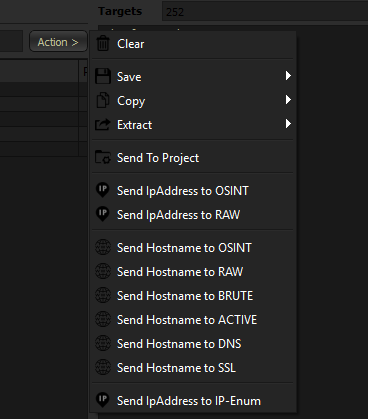 Targets 252
Action >
Clear
Save
Copy
Extract
Send To Project
Send IpAddress to OSINT
Send IpAddress to RAW
Send Hostname to OSINT
Send Hostname to RAW
Send Hostname to BRUTE
Send Hostname to ACTIVE
Send Hostname to DNS
Send Hostname to SSL
Send IpAddress to IP-Enum